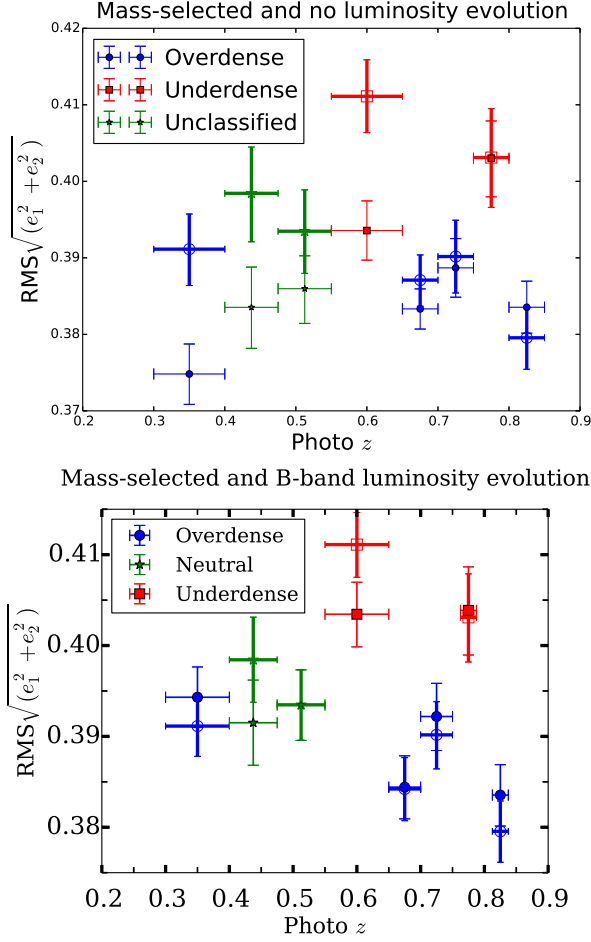 Mass-selected and no luminosity evolution
0.42
0.41
0.40
0.39
0.38
0.37
RMS√(e₁² + e₂²)
Overdense
Underdense
Unclassified
0.2 0.3 0.4 0.5 0.6 0.7 0.8 0.9
Photo z
Mass-selected and B-band luminosity evolution
0.41
0.40
0.39
0.38
RMS√(e₁² + e₂²)
Overdense
Neutral
Underdense
0.2 0.3 0.4 0.5 0.6 0.7 0.8 0.9
Photo z